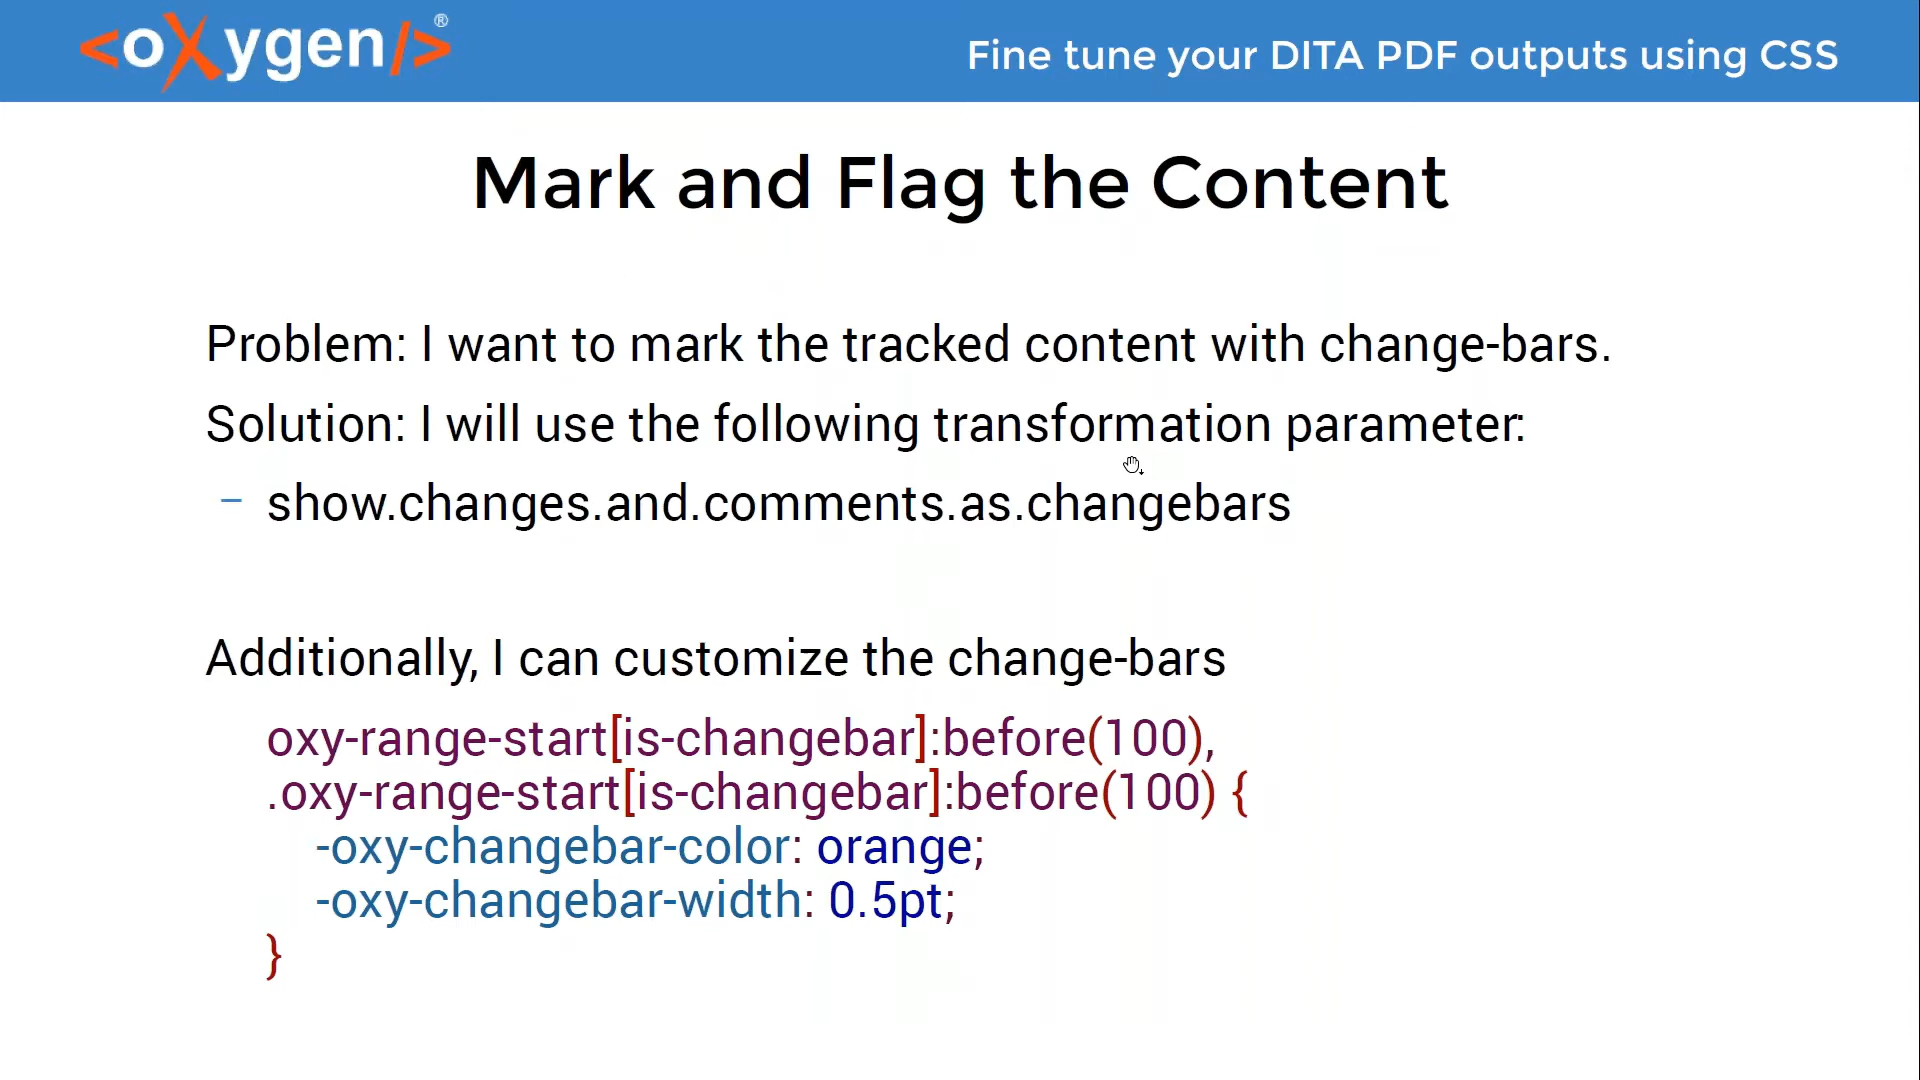 <oXygen/>®
Fine tune your DITA PDF outputs using CSS
Mark and Flag the Content
Problem: I want to mark the tracked content with change-bars.
Solution: I will use the following transformation parameter:
– show.changes.and.comments.as.changebars
Additionally, I can customize the change-bars
oxy-range-start[is-changebar]:before(100),
.oxy-range-start[is-changebar]:before(100) {
-oxy-changebar-color: orange;
-oxy-changebar-width: 0.5pt;
}